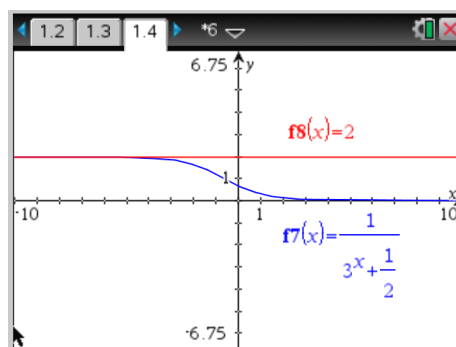 1.2 1.3 1.4 *6
6.75 y
f8(x)=2
1
x
-10 1 10
f7(x)=1/(3^x+1/2)
-6.75